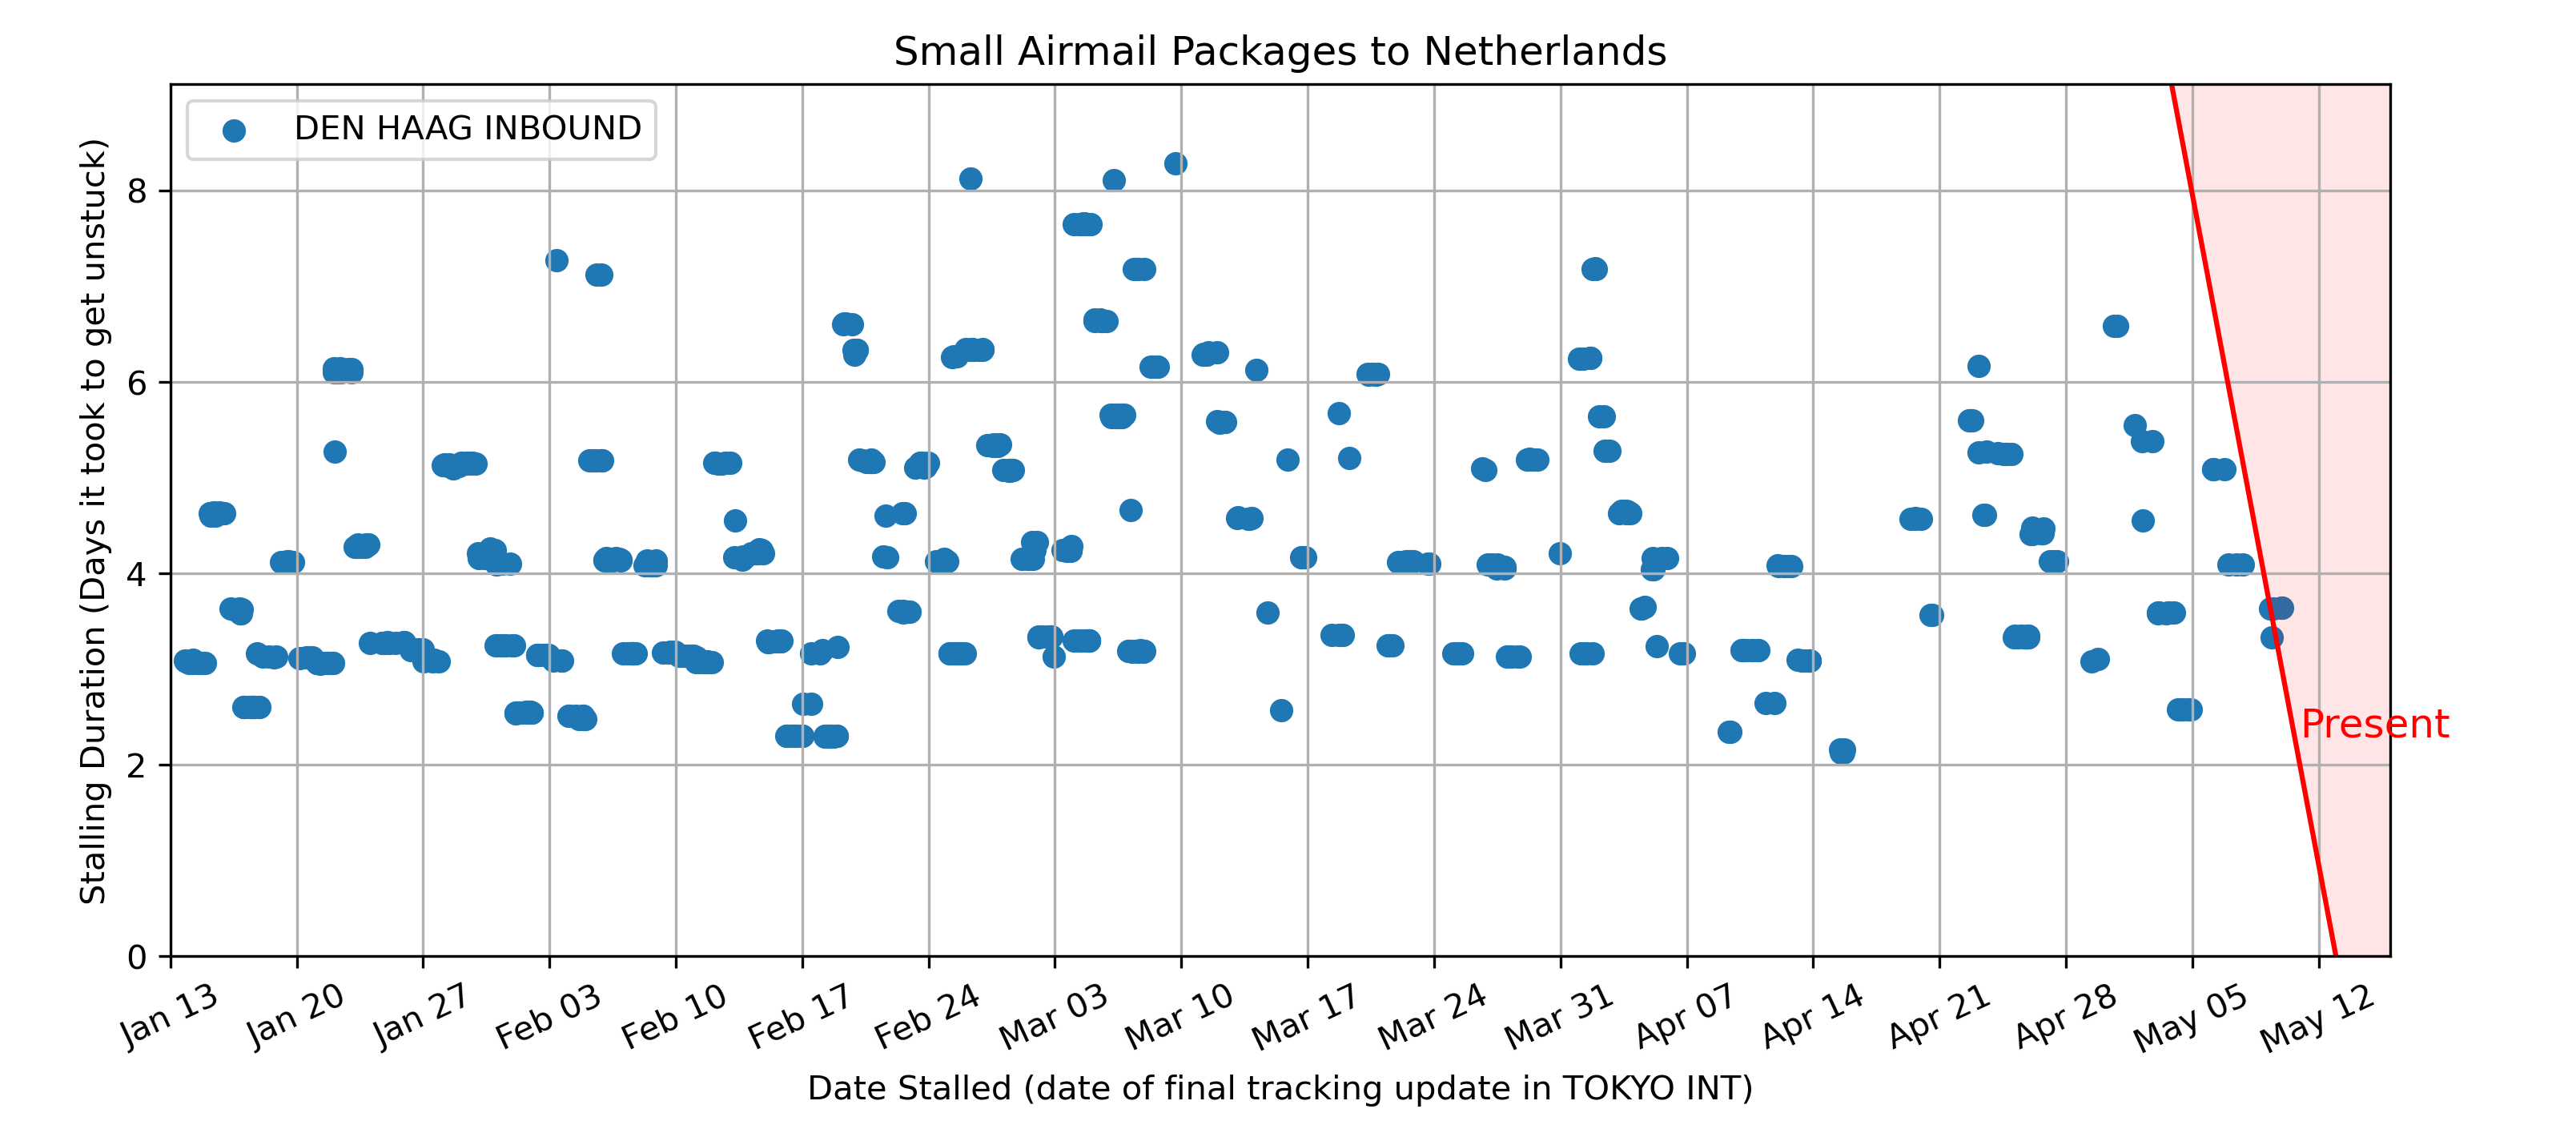 Small Airmail Packages to Netherlands
DEN HAAG INBOUND
Stalling Duration (Days it took to get unstuck)
8
6
4
2
0
Present
Jan 13
Jan 20
Jan 27
Feb 03
Feb 10
Feb 17
Feb 24
Mar 03
Mar 10
Mar 17
Mar 24
Mar 31
Apr 07
Apr 14
Apr 21
Apr 28
May 05
May 12
Date Stalled (date of final tracking update in TOKYO INT)